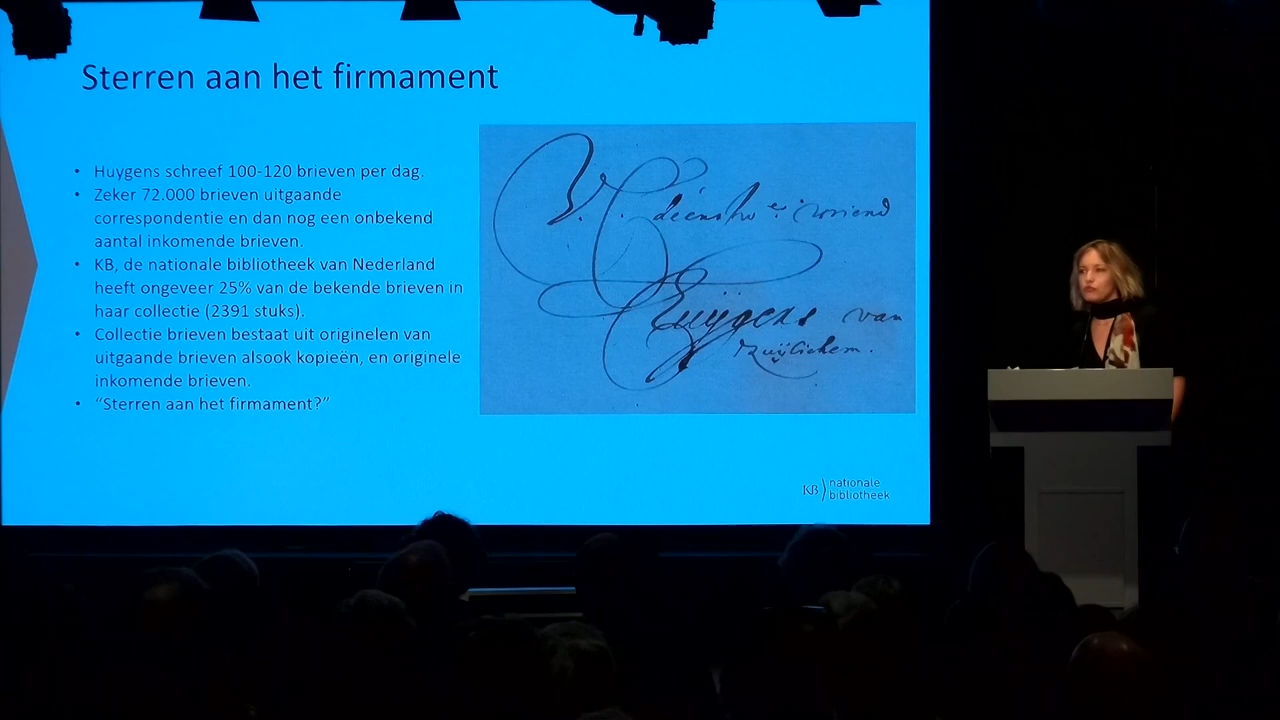 Sterren aan het firmament
• Huygens schreef 100-120 brieven per dag.
• Zeker 72.000 brieven uitgaande
correspondentie en dan nog een onbekend
aantal inkomende brieven.
• KB, de nationale bibliotheek van Nederland
heeft ongeveer 25% van de bekende brieven in
haar collectie (2391 stuks).
• Collectie brieven bestaat uit originelen van
uitgaande brieven alsook kopieën, en originele
inkomende brieven.
• “Sterren aan het firmament?”
vriend
Huijgens van
Zuijlichem.
KB nationale
bibliotheek